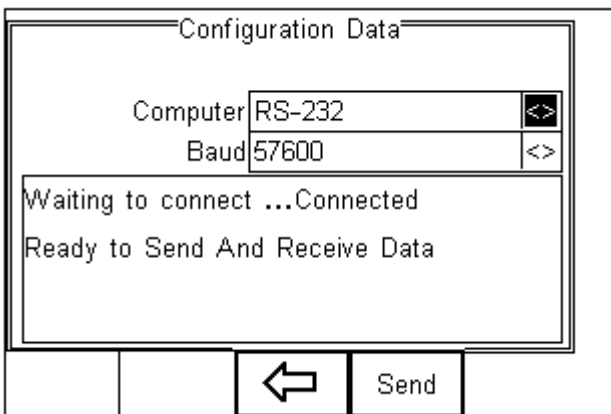 Configuration Data
Computer RS-232 <>
Baud 57600 <>
Waiting to connect ...Connected
Ready to Send And Receive Data
Send